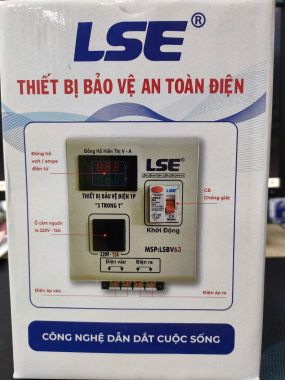 LSE®
THIẾT BỊ BẢO VỆ AN TOÀN ĐIỆN
Đồng Hồ Hiển Thị V - A
Đồng hồ
volt / ampe
điện tử
LSE®
THIẾT BỊ BẢO VỆ ĐIỆN 1P
"3 TRONG 1"
CB
Chống giật
Ổ cắm nguồn
ra 220V - 15A
Khởi Động
220V - 15A
MSP:LSBV63
Điện vào
Điện ra
Điện áp vào
Điện áp ra
CÔNG NGHỆ DẪN DẮT CUỘC SỐNG